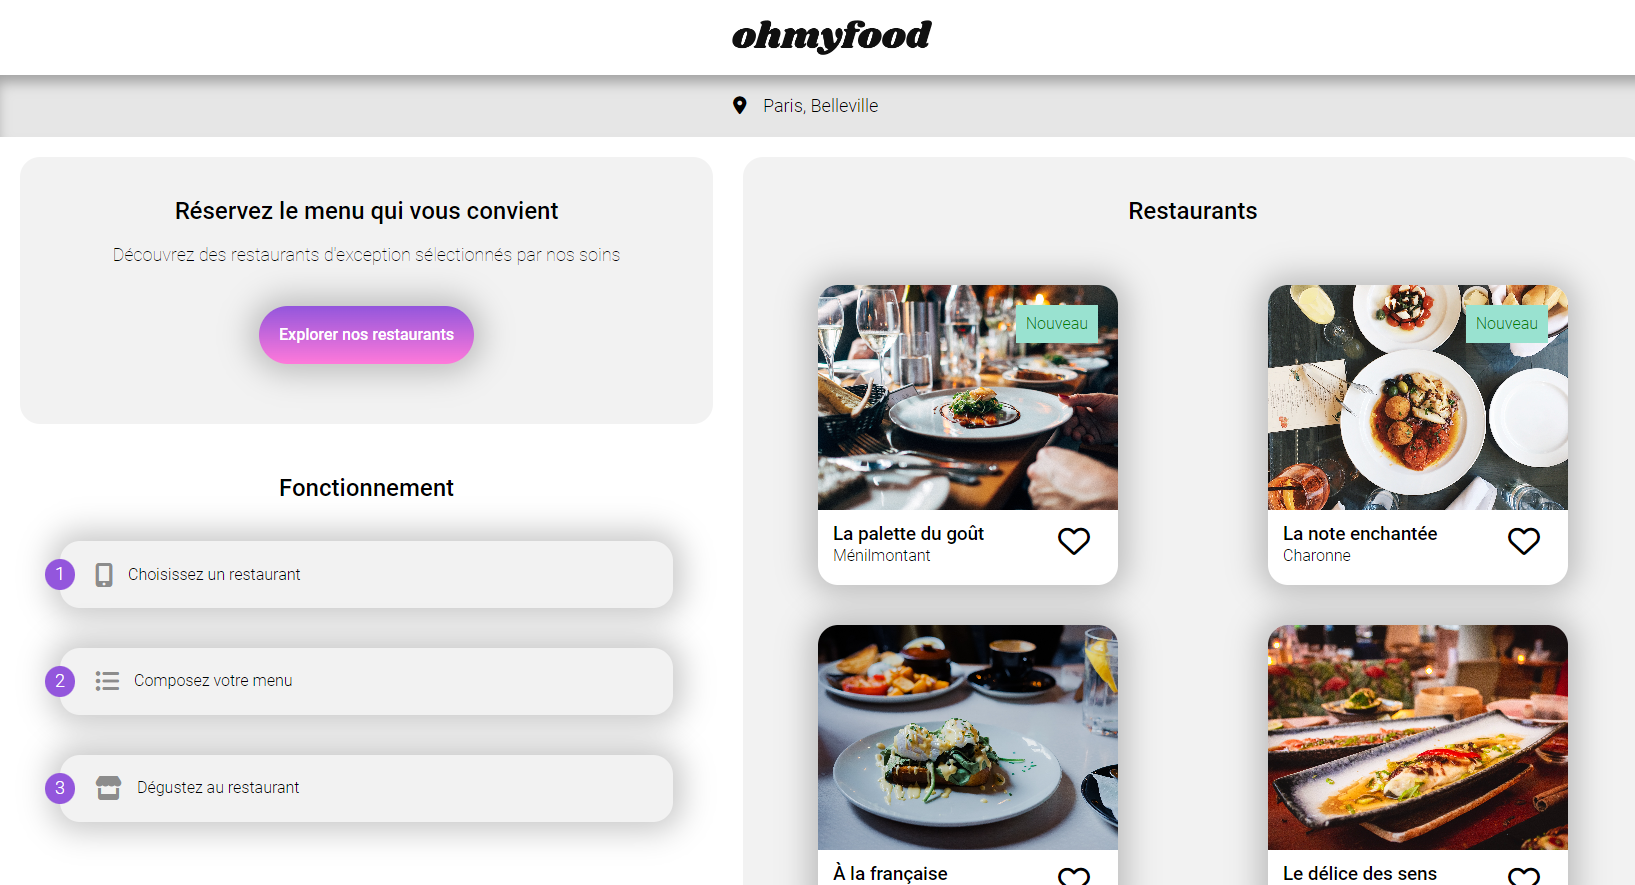 ohmyfood
Paris, Belleville
Réservez le menu qui vous convient
Découvrez des restaurants d'exception sélectionnés par nos soins
Explorer nos restaurants
Fonctionnement
1 Choisissez un restaurant
2 Composez votre menu
3 Dégustez au restaurant
Restaurants
Nouveau
La palette du goût
Ménilmontant
Nouveau
La note enchantée
Charonne
À la française
Le délice des sens